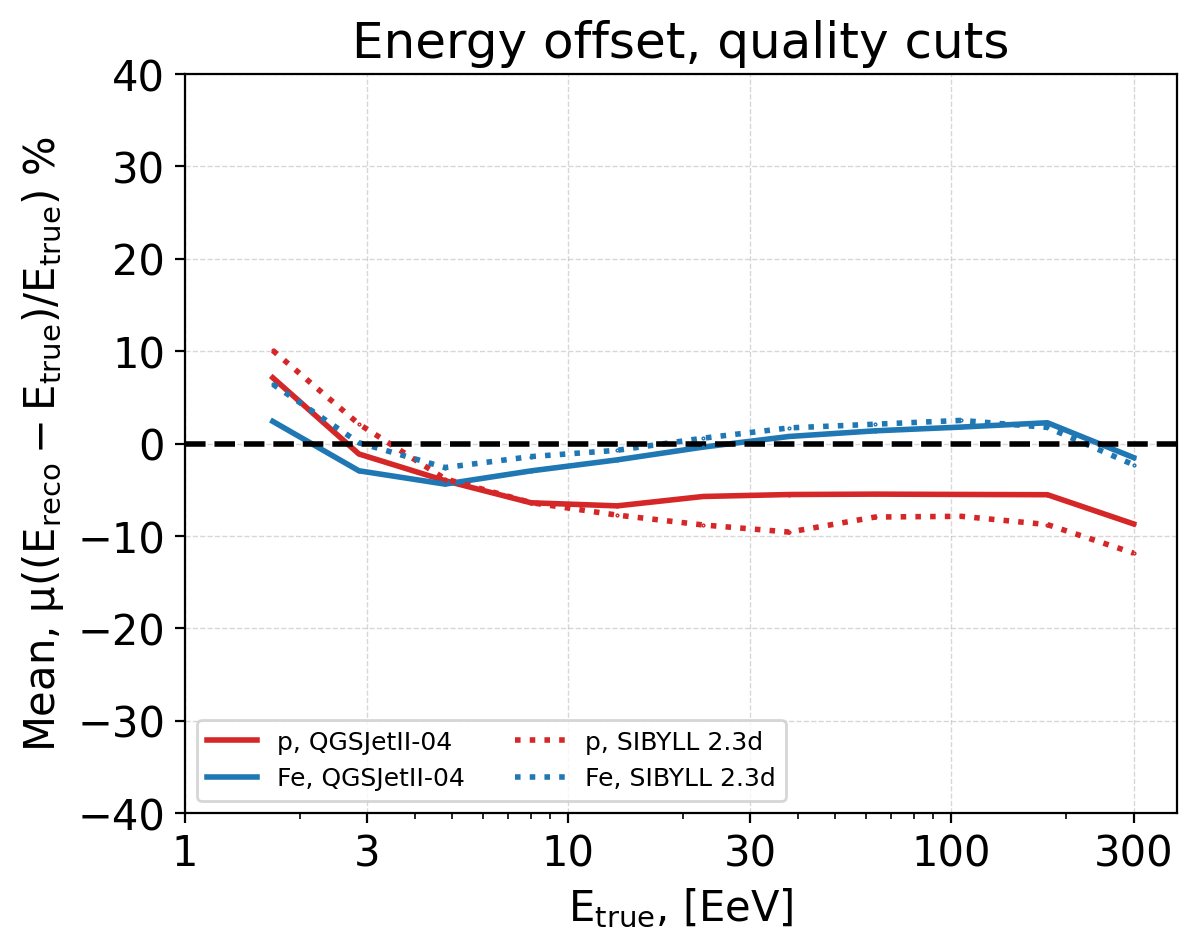 Energy offset, quality cuts
Mean, μ((E_reco − E_true)/E_true) %
40
30
20
10
0
−10
−20
−30
−40
p, QGSJetII-04
Fe, QGSJetII-04
p, SIBYLL 2.3d
Fe, SIBYLL 2.3d
1 3 10 30 100 300
E_true, [EeV]